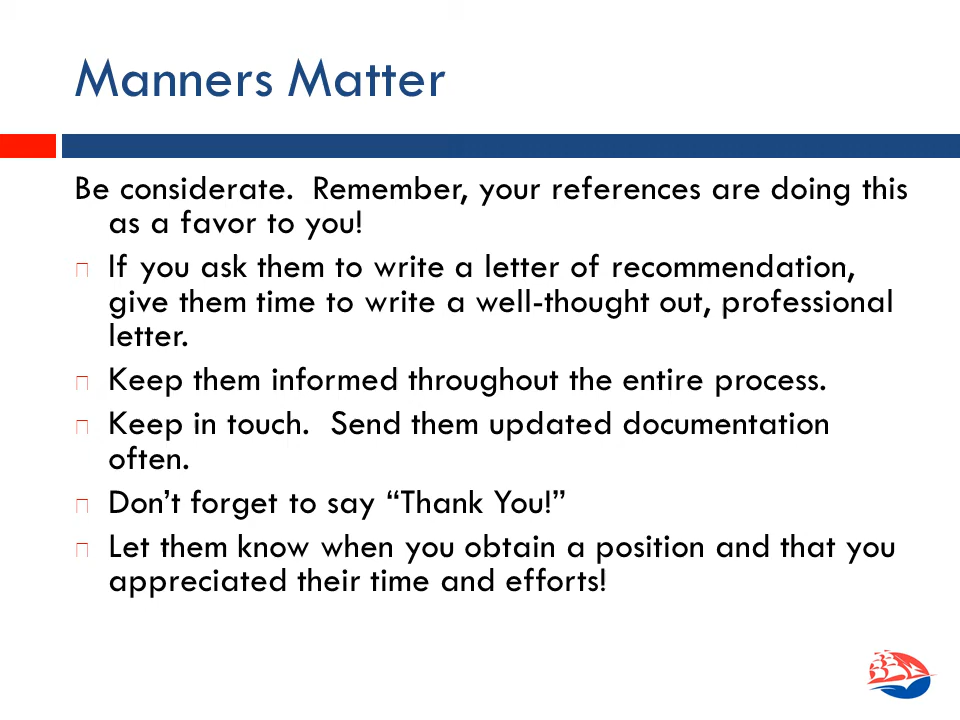 Manners Matter
Be considerate.  Remember, your references are doing this
as a favor to you!
If you ask them to write a letter of recommendation,
give them time to write a well-thought out, professional
letter.
Keep them informed throughout the entire process.
Keep in touch.  Send them updated documentation
often.
Don’t forget to say “Thank You!”
Let them know when you obtain a position and that you
appreciated their time and efforts!